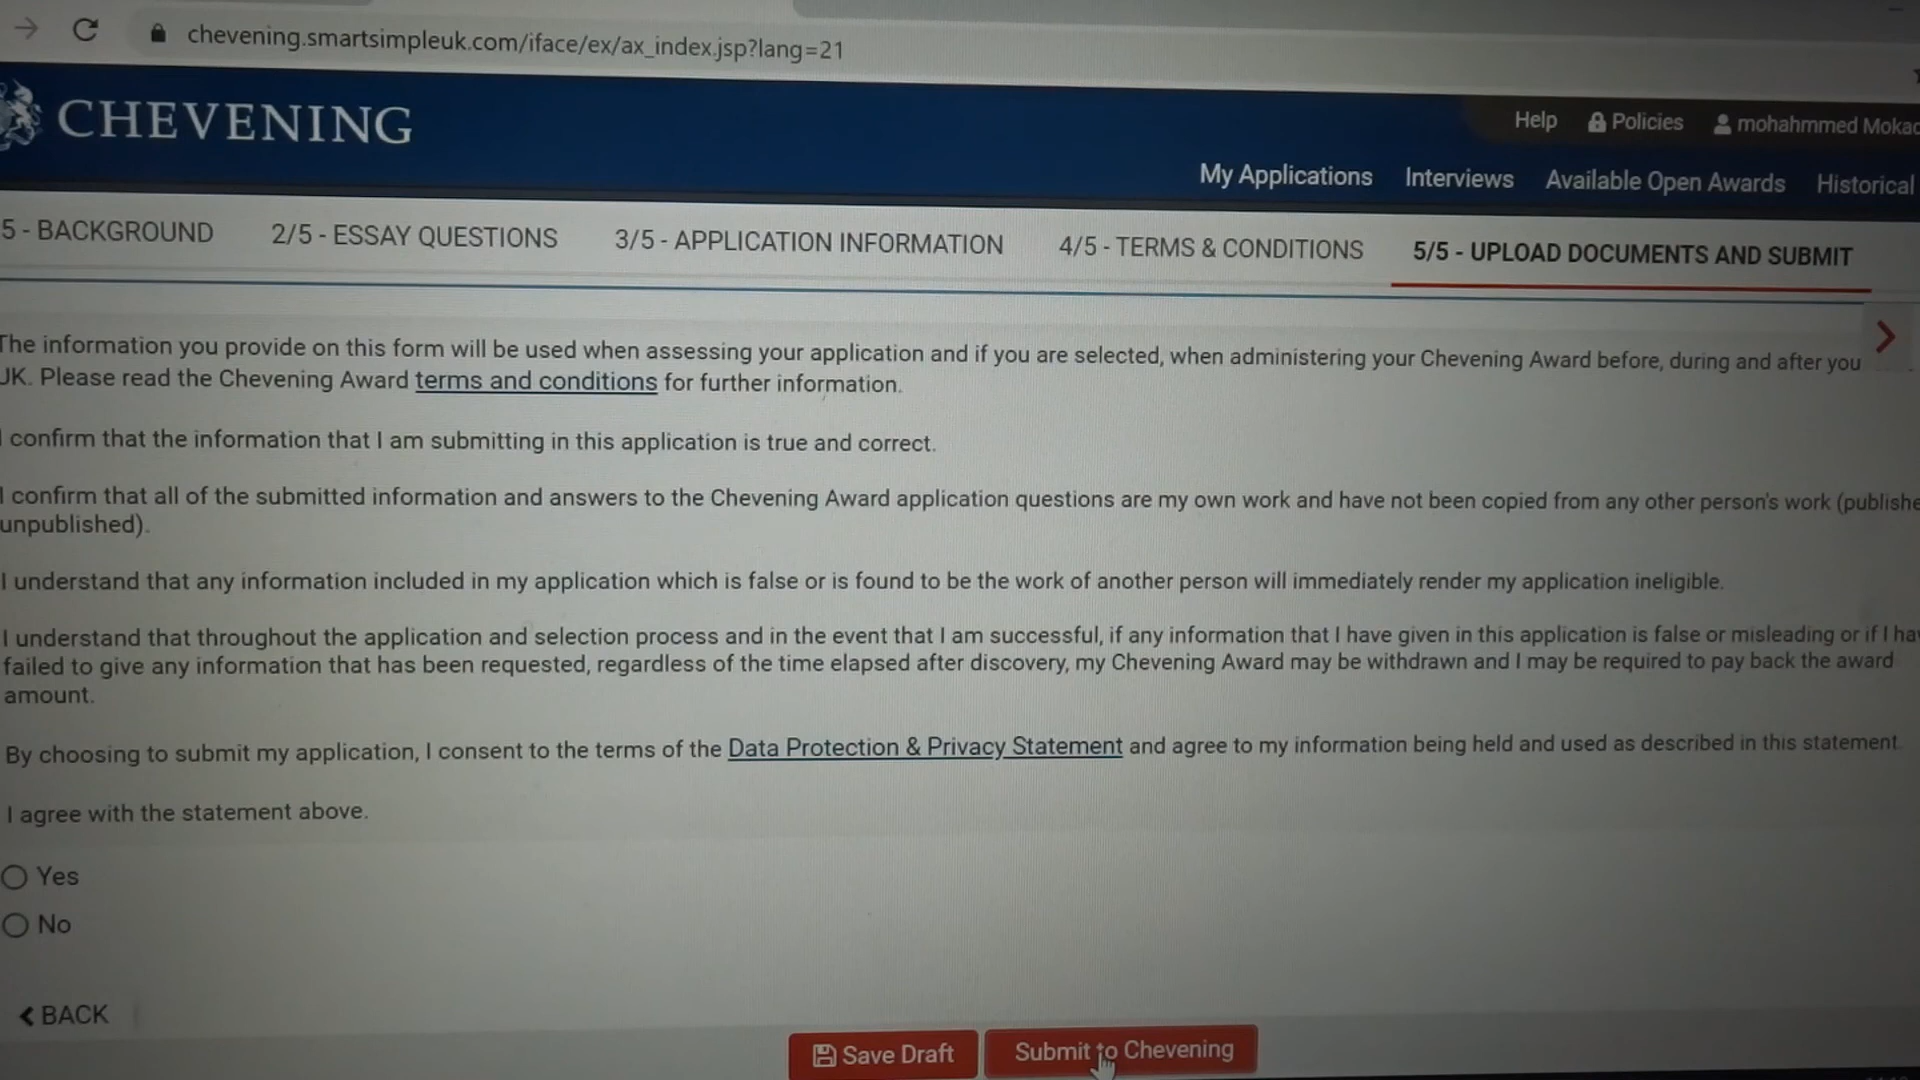 chevening.smartsimpleuk.com/iface/ex/ax_index.jsp?lang=21
CHEVENING
Help Policies mohahmmed Mokad
My Applications Interviews Available Open Awards Historical
5 - BACKGROUND 2/5 - ESSAY QUESTIONS 3/5 - APPLICATION INFORMATION 4/5 - TERMS & CONDITIONS 5/5 - UPLOAD DOCUMENTS AND SUBMIT
The information you provide on this form will be used when assessing your application and if you are selected, when administering your Chevening Award before, during and after you
UK. Please read the Chevening Award terms and conditions for further information.
I confirm that the information that I am submitting in this application is true and correct.
I confirm that all of the submitted information and answers to the Chevening Award application questions are my own work and have not been copied from any other person's work (publishe
unpublished).
I understand that any information included in my application which is false or is found to be the work of another person will immediately render my application ineligible.
I understand that throughout the application and selection process and in the event that I am successful, if any information that I have given in this application is false or misleading or if I ha
failed to give any information that has been requested, regardless of the time elapsed after discovery, my Chevening Award may be withdrawn and I may be required to pay back the award
amount.
By choosing to submit my application, I consent to the terms of the Data Protection & Privacy Statement and agree to my information being held and used as described in this statement.
I agree with the statement above.
Yes
No
BACK
Save Draft Submit to Chevening